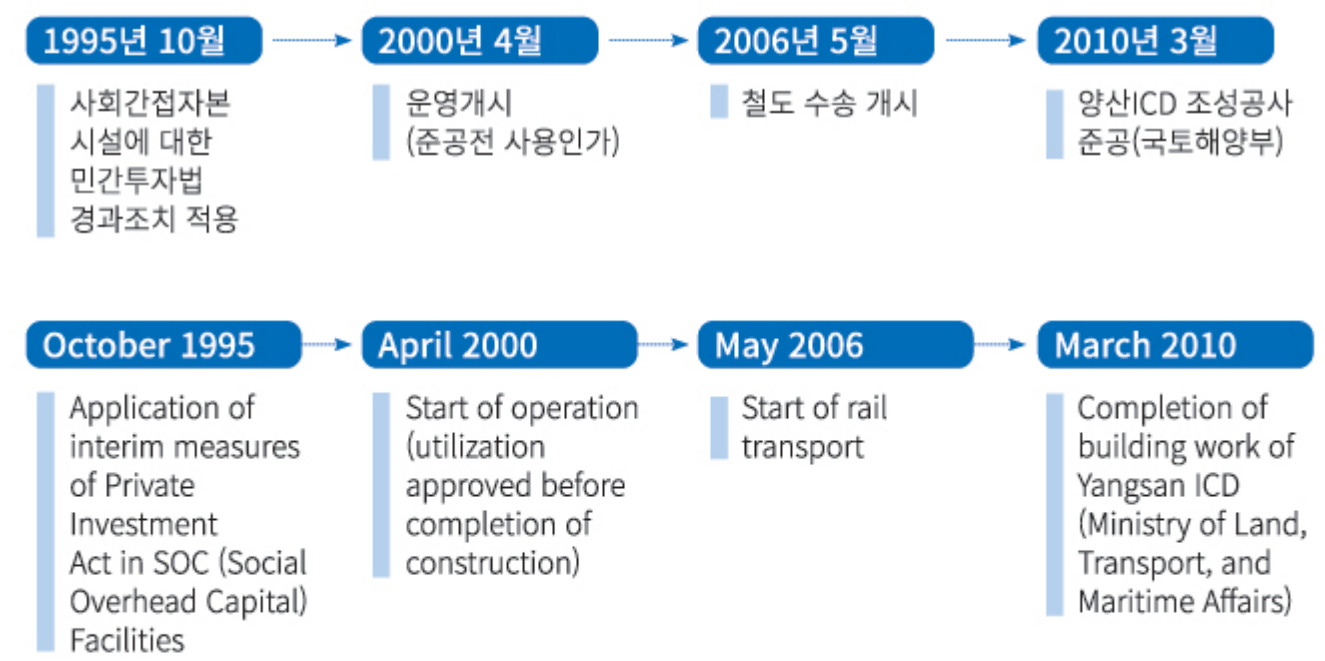 1995년 10월
사회간접자본
시설에 대한
민간투자법
경과조치 적용
2000년 4월
운영개시
(준공전 사용인가)
2006년 5월
철도 수송 개시
2010년 3월
양산ICD 조성공사
준공(국토해양부)
October 1995
Application of
interim measures
of Private
Investment
Act in SOC (Social
Overhead Capital)
Facilities
April 2000
Start of operation
(utilization
approved before
completion of
construction)
May 2006
Start of rail
transport
March 2010
Completion of
building work of
Yangsan ICD
(Ministry of Land,
Transport, and
Maritime Affairs)